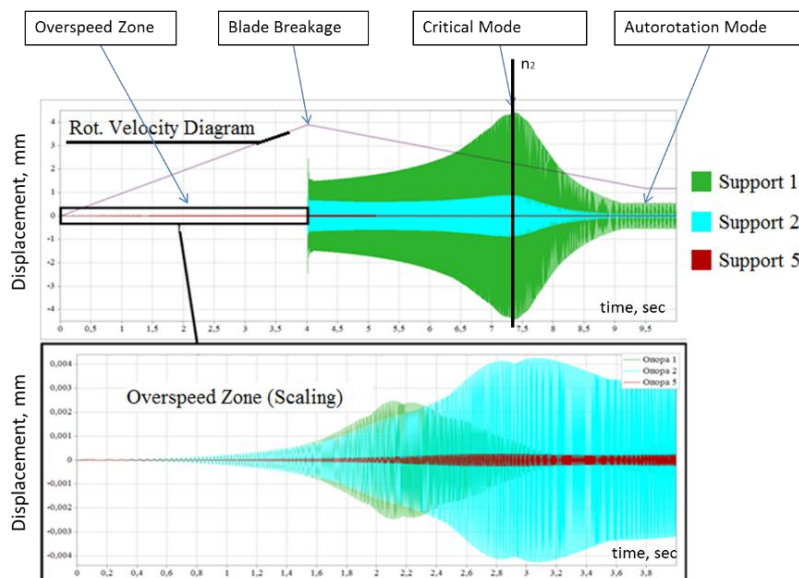 Overspeed Zone
Blade Breakage
Critical Mode
Autorotation Mode
n₂
Rot. Velocity Diagram
Displacement, mm
4
3
2
1
0
-1
-2
-3
-4
time, sec
0 0,5 1 1,5 2 2,5 3 3,5 4 4,5 5 5,5 6 6,5 7 7,5 8 8,5 9 9,5
Support 1
Support 2
Support 5
Overspeed Zone (Scaling)
Опора 1
Опора 2
Опора 5
Displacement, mm
0,004
0,002
0,001
0
-0,001
-0,002
-0,004
time, sec
0 0,2 0,4 0,6 0,8 1 1,2 1,4 1,6 1,8 2 2,2 2,4 2,6 2,8 3 3,2 3,4 3,6 3,8